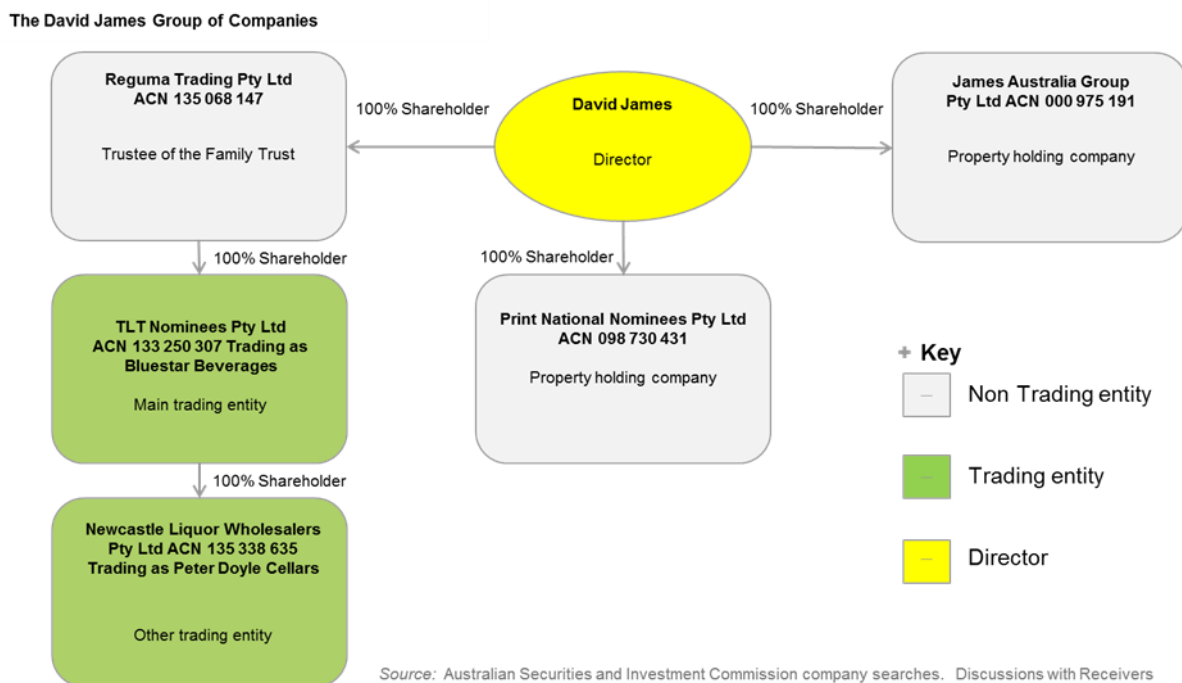 The David James Group of Companies
Reguma Trading Pty Ltd
ACN 135 068 147
Trustee of the Family Trust
100% Shareholder
David James
Director
100% Shareholder
James Australia Group
Pty Ltd ACN 000 975 191
Property holding company
100% Shareholder
100% Shareholder
TLT Nominees Pty Ltd
ACN 133 250 307 Trading as
Bluestar Beverages
Main trading entity
Print National Nominees Pty Ltd
ACN 098 730 431
Property holding company
100% Shareholder
Newcastle Liquor Wholesalers
Pty Ltd ACN 135 338 635
Trading as Peter Doyle Cellars
Other trading entity
+ Key
Non Trading entity
Trading entity
Director
Source: Australian Securities and Investment Commission company searches. Discussions with Receivers